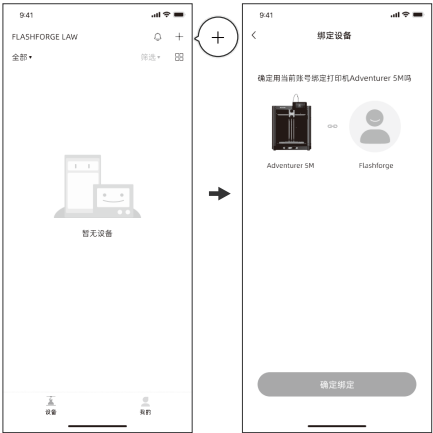 9:41
FLASHFORGE LAW
全部
筛选
暂无设备
设备
我的
9:41
绑定设备
确定用当前账号绑定打印机Adventurer 5M吗
Adventurer 5M
Flashforge
确定绑定